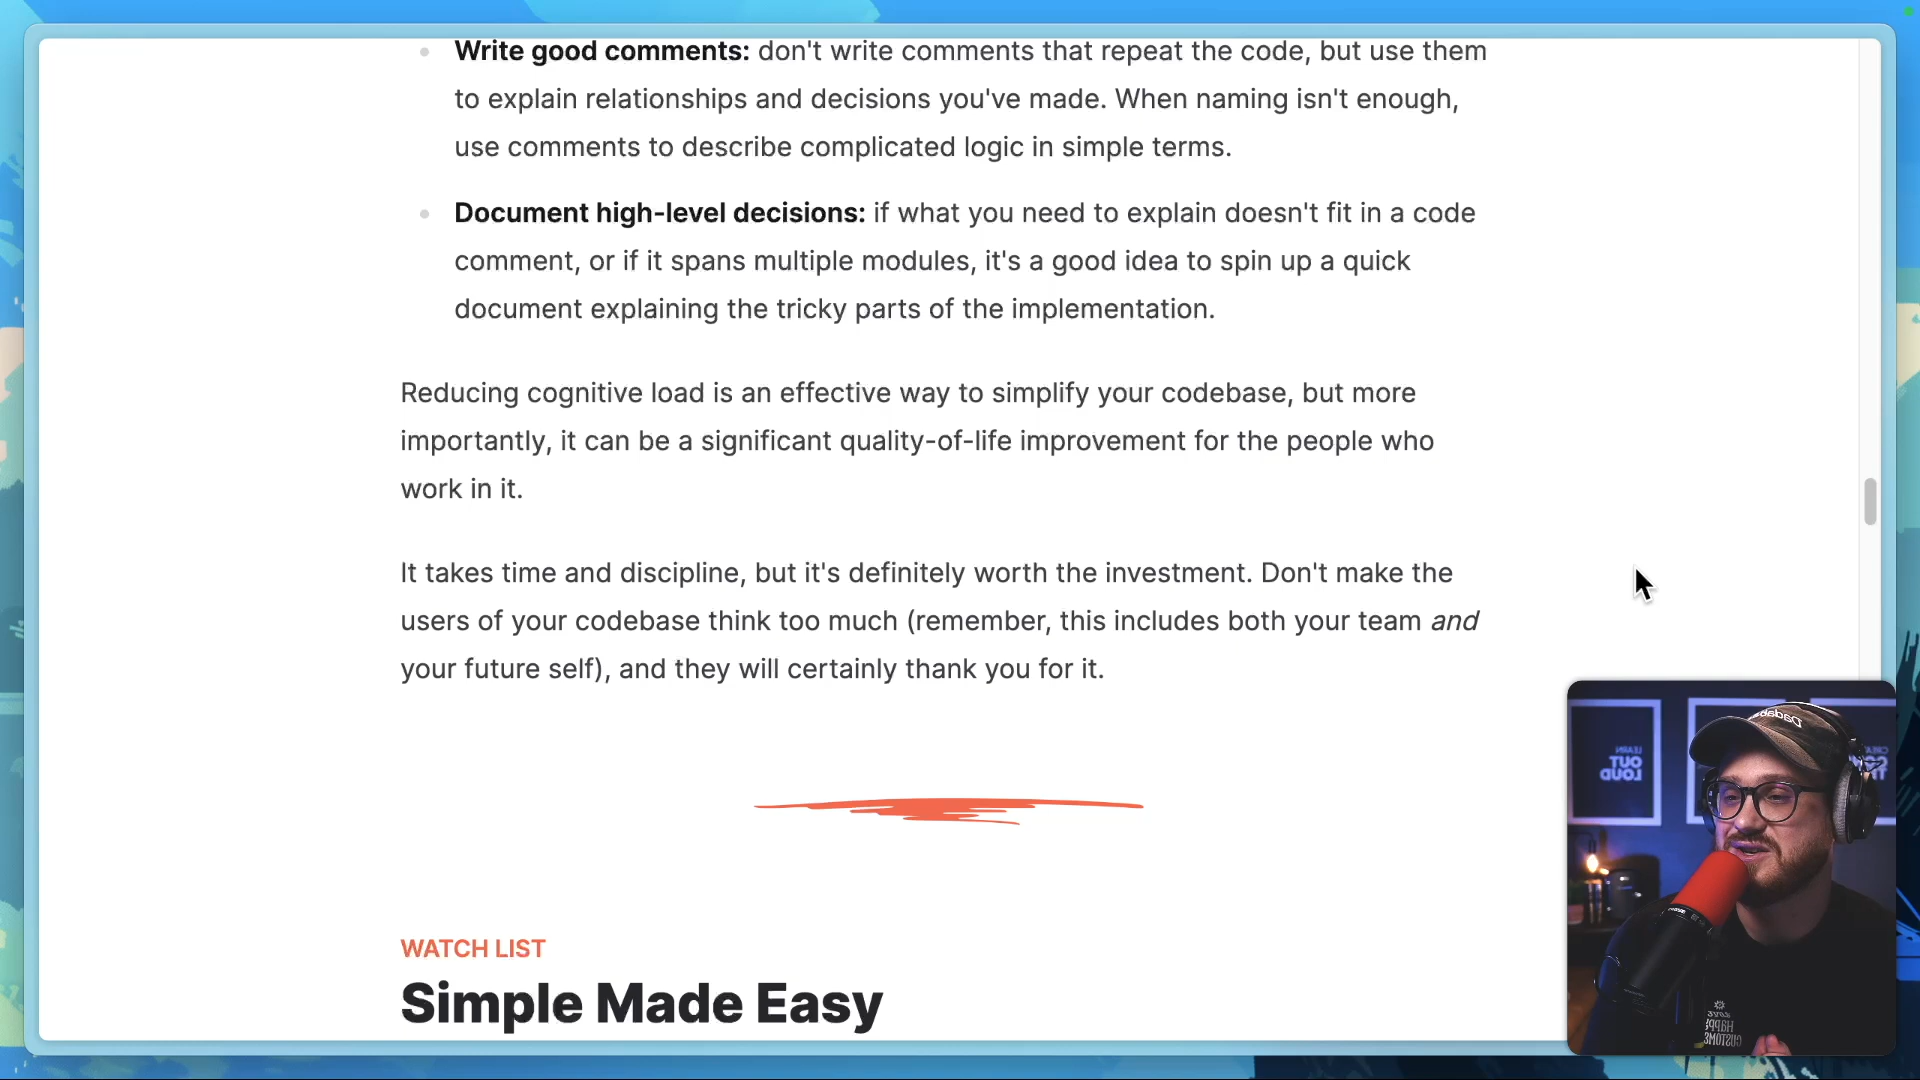 Write good comments: don't write comments that repeat the code, but use them
to explain relationships and decisions you've made. When naming isn't enough,
use comments to describe complicated logic in simple terms.
Document high-level decisions: if what you need to explain doesn't fit in a code
comment, or if it spans multiple modules, it's a good idea to spin up a quick
document explaining the tricky parts of the implementation.
Reducing cognitive load is an effective way to simplify your codebase, but more
importantly, it can be a significant quality-of-life improvement for the people who
work in it.
It takes time and discipline, but it's definitely worth the investment. Don't make the
users of your codebase think too much (remember, this includes both your team and
your future self), and they will certainly thank you for it.
LEARN
OUT
LOUD
WATCH LIST
Simple Made Easy